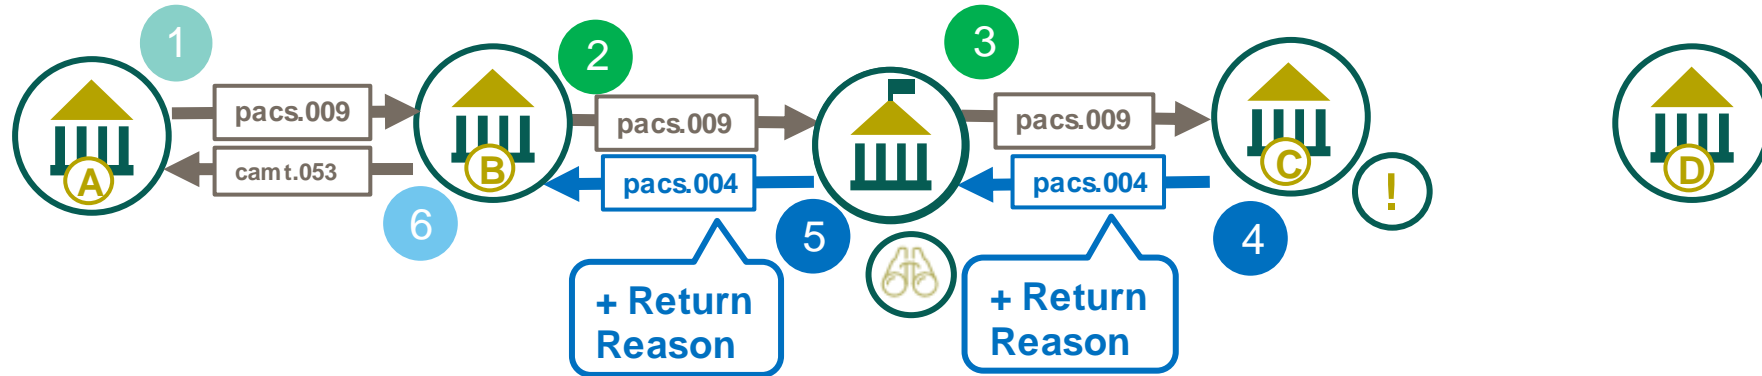 1
2
3
pacs.009
pacs.009
pacs.009
camt.053
pacs.004
pacs.004
A
B
C
D
!
6
5
4
+ Return
Reason
+ Return
Reason